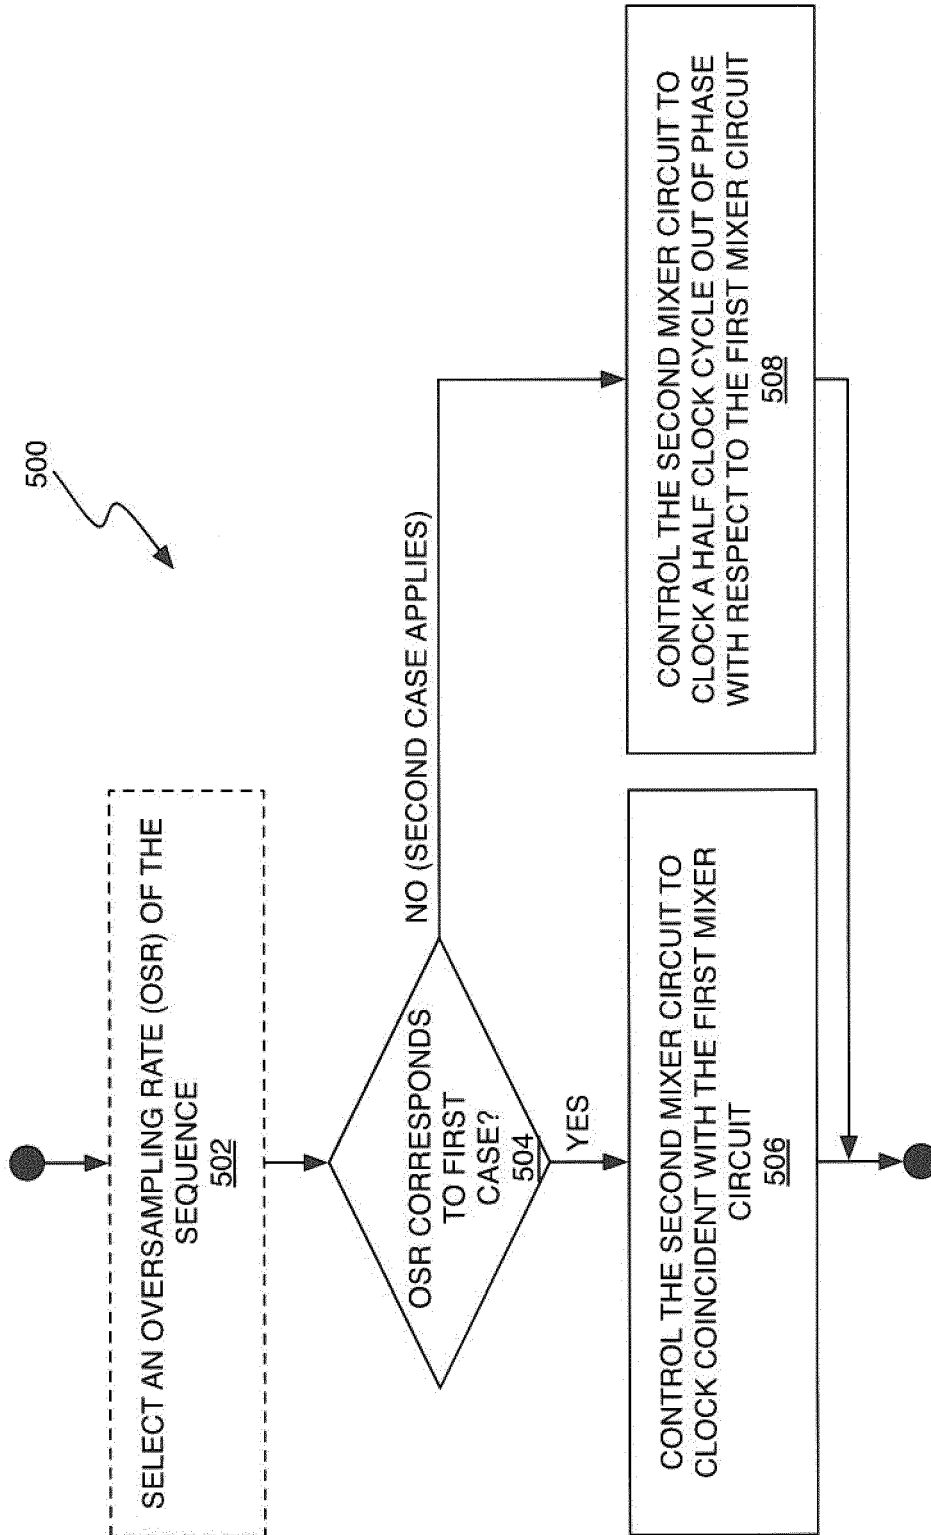 500
SELECT AN OVERSAMPLING RATE (OSR) OF THE
SEQUENCE
502
OSR CORRESPONDS
TO FIRST
CASE?
504
NO (SECOND CASE APPLIES)
YES
CONTROL THE SECOND MIXER CIRCUIT TO
CLOCK COINCIDENT WITH THE FIRST MIXER
CIRCUIT
506
CONTROL THE SECOND MIXER CIRCUIT TO
CLOCK A HALF CLOCK CYCLE OUT OF PHASE
WITH RESPECT TO THE FIRST MIXER CIRCUIT
508